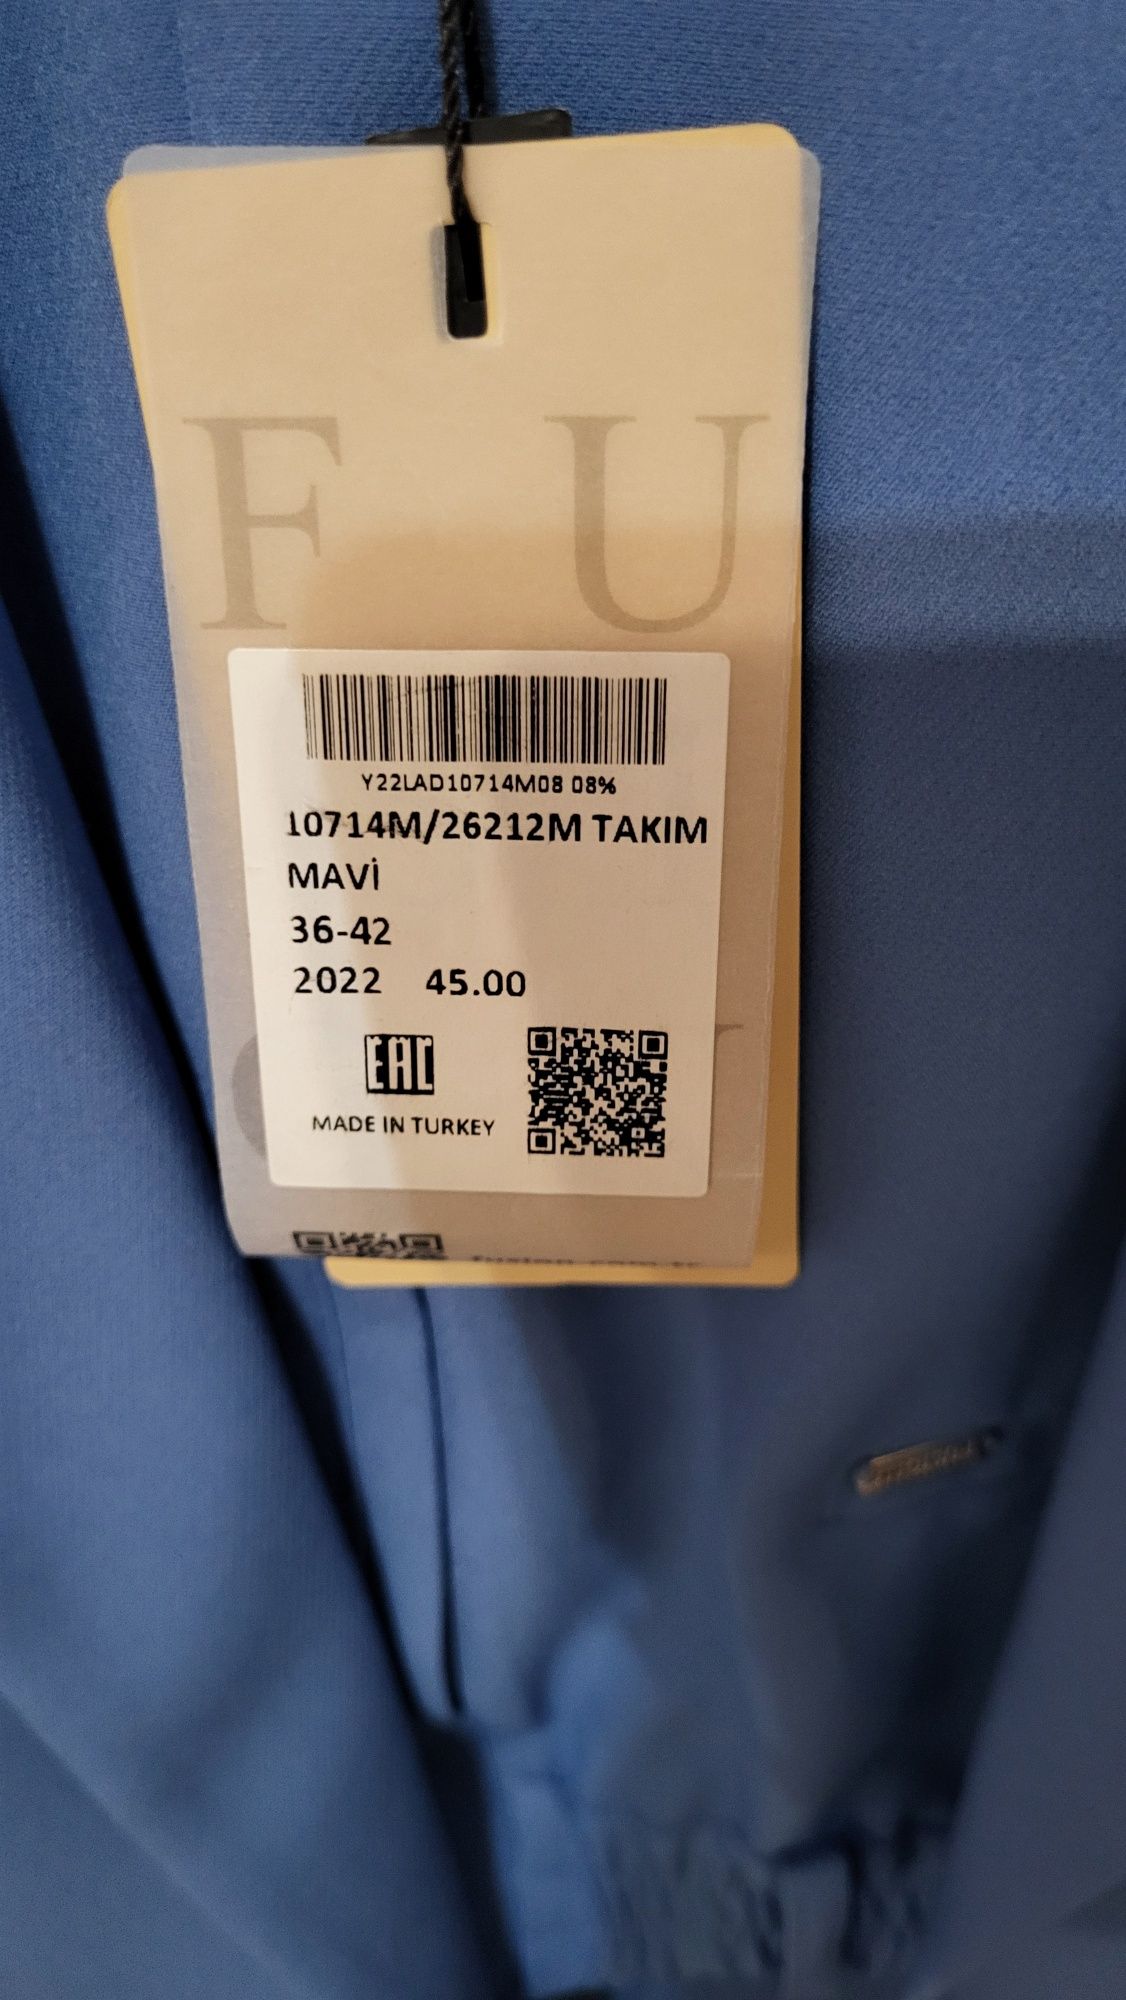 F U
Y22LAD10714M08 08%
10714M/26212M TAKIM
MAVİ
36-42
2022 45.00
EAC
MADE IN TURKEY